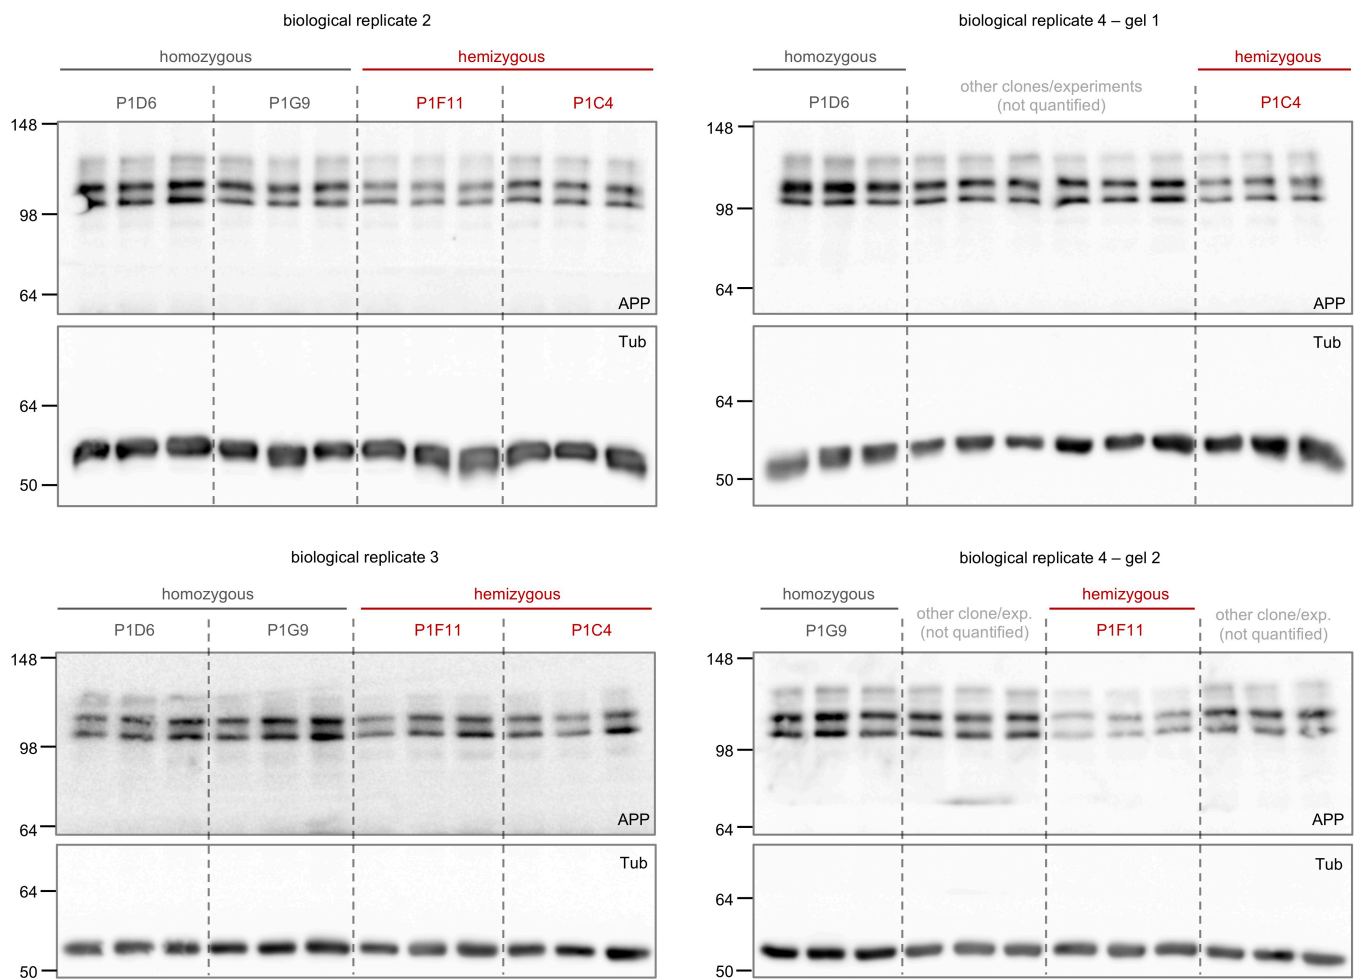 biological replicate 2
homozygous
hemizygous
P1D6
P1G9
P1F11
P1C4
148
98
64
APP
Tub
64
50
biological replicate 4 – gel 1
homozygous
hemizygous
other clones/experiments
(not quantified)
P1D6
P1C4
148
98
64
APP
Tub
64
50
biological replicate 3
homozygous
hemizygous
P1D6
P1G9
P1F11
P1C4
148
98
64
APP
Tub
64
50
biological replicate 4 – gel 2
homozygous
hemizygous
other clone/exp.
(not quantified)
other clone/exp.
(not quantified)
P1G9
P1F11
148
98
64
APP
Tub
64
50